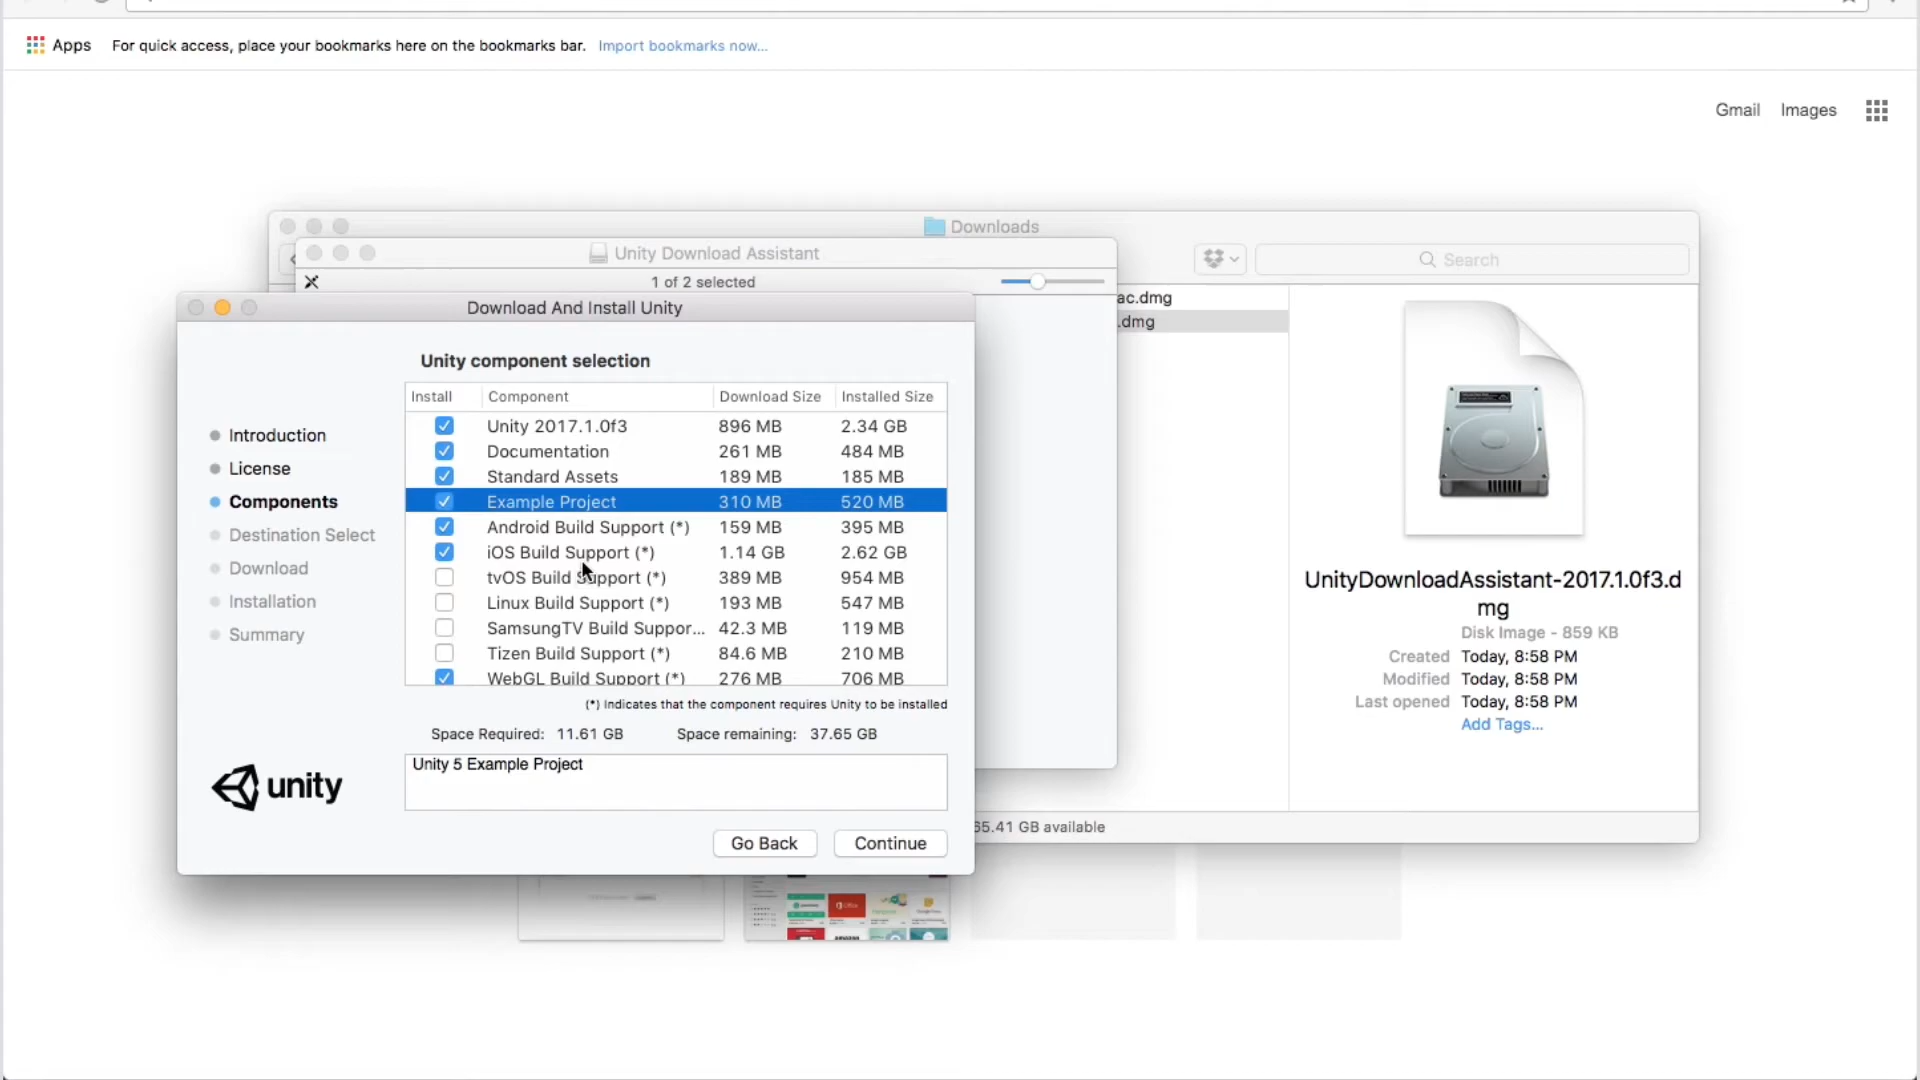 Apps For quick access, place your bookmarks here on the bookmarks bar. Import bookmarks now...
Gmail Images
Downloads
Unity Download Assistant
Search
1 of 2 selected
ac.dmg
.dmg
Download And Install Unity
Unity component selection
Install Component Download Size Installed Size
Unity 2017.1.0f3 896 MB 2.34 GB
Documentation 261 MB 484 MB
Standard Assets 189 MB 185 MB
Example Project 310 MB 520 MB
Android Build Support (*) 159 MB 395 MB
iOS Build Support (*) 1.14 GB 2.62 GB
tvOS Build Support (*) 389 MB 954 MB
Linux Build Support (*) 193 MB 547 MB
SamsungTV Build Suppor... 42.3 MB 119 MB
Tizen Build Support (*) 84.6 MB 210 MB
WebGL Build Support (*) 276 MB 706 MB
Introduction
License
Components
Destination Select
Download
Installation
Summary
(*) Indicates that the component requires Unity to be installed
Space Required: 11.61 GB Space remaining: 37.65 GB
Unity 5 Example Project
unity
Go Back Continue
UnityDownloadAssistant-2017.1.0f3.d
mg
Disk Image - 859 KB
Created Today, 8:58 PM
Modified Today, 8:58 PM
Last opened Today, 8:58 PM
Add Tags...
65.41 GB available
Office